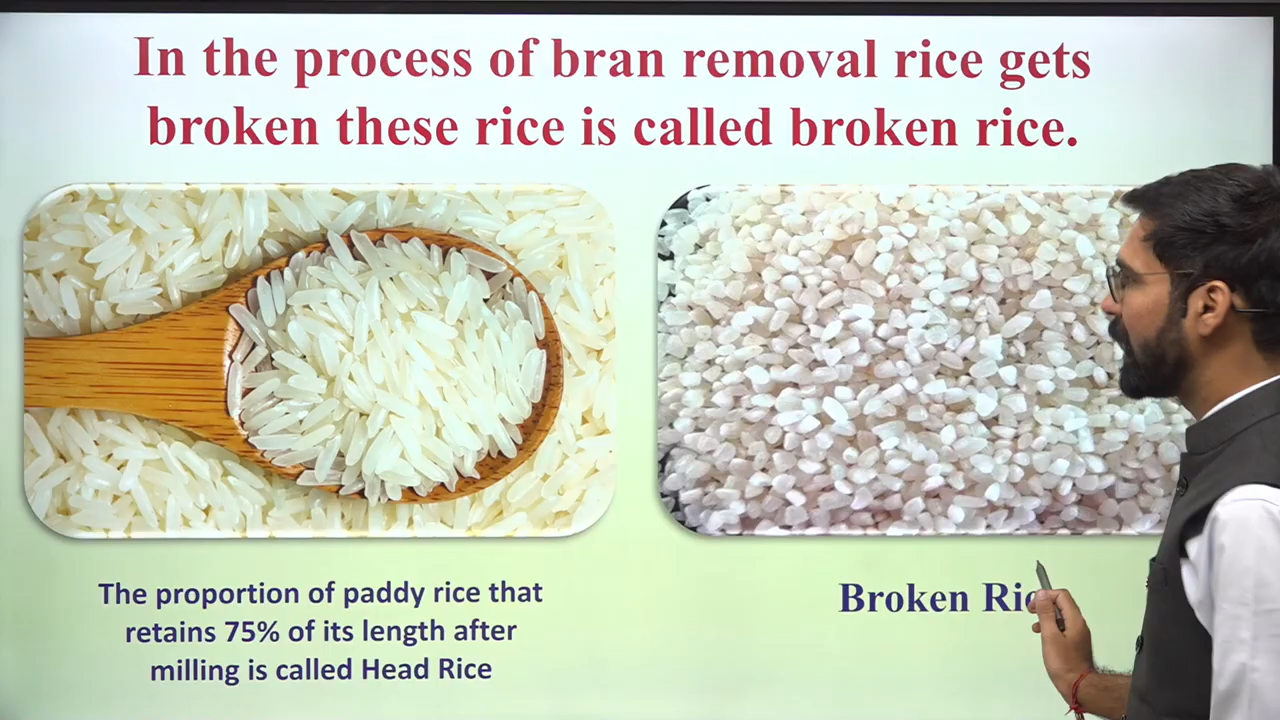 In the process of bran removal rice gets
broken these rice is called broken rice.
The proportion of paddy rice that
retains 75% of its length after
milling is called Head Rice
Broken